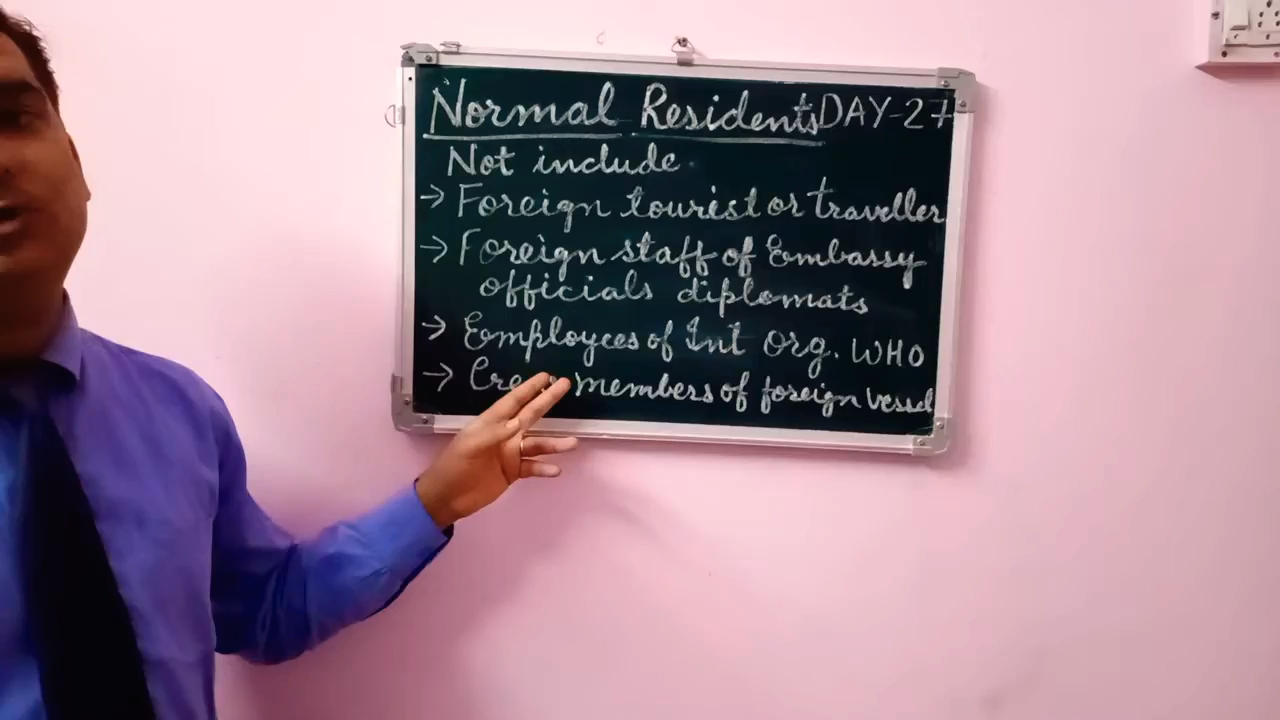 Normal Residents DAY-27
Not include
→ Foreign tourist or traveller
→ Foreign staff of Embassy
officials diplomats
→ Employees of Int Org. WHO
→ members of foreign vessel